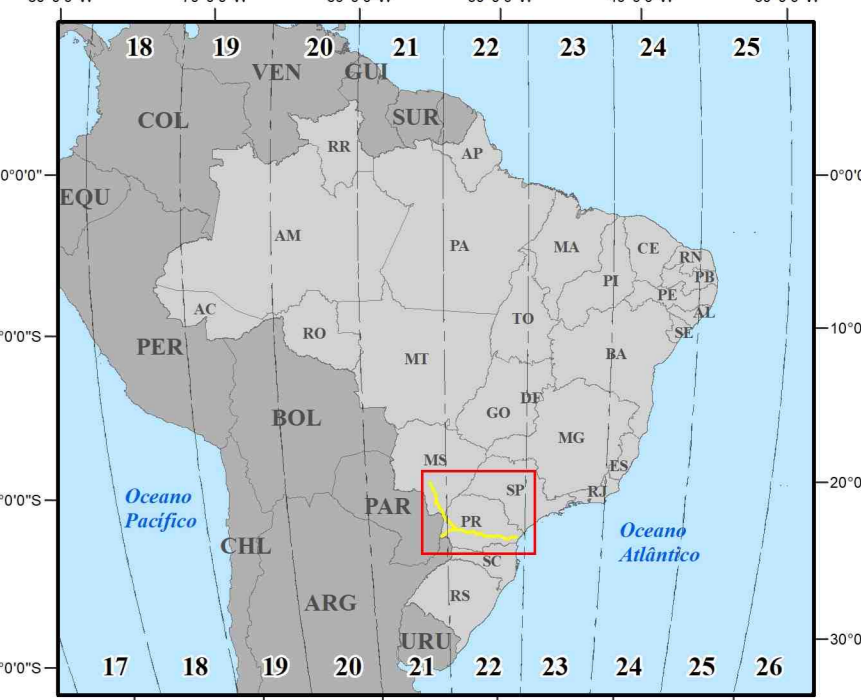 18 19 20 21 22 23 24 25
VEN
GUI
COL
SUR
RR
AP
0°0'0"
EQU
AM
PA
MA
CE
RN
PB
PI
PE
AC
AL
TO
SE
RO
PER
BA
MT
BOL
DF
GO
MG
MS
ES
SP
RJ
Oceano
Pacífico
PAR
PR
Oceano
Atlântico
CHL
SC
ARG
RS
URU
17 18 19 20 21 22 23 24 25 26